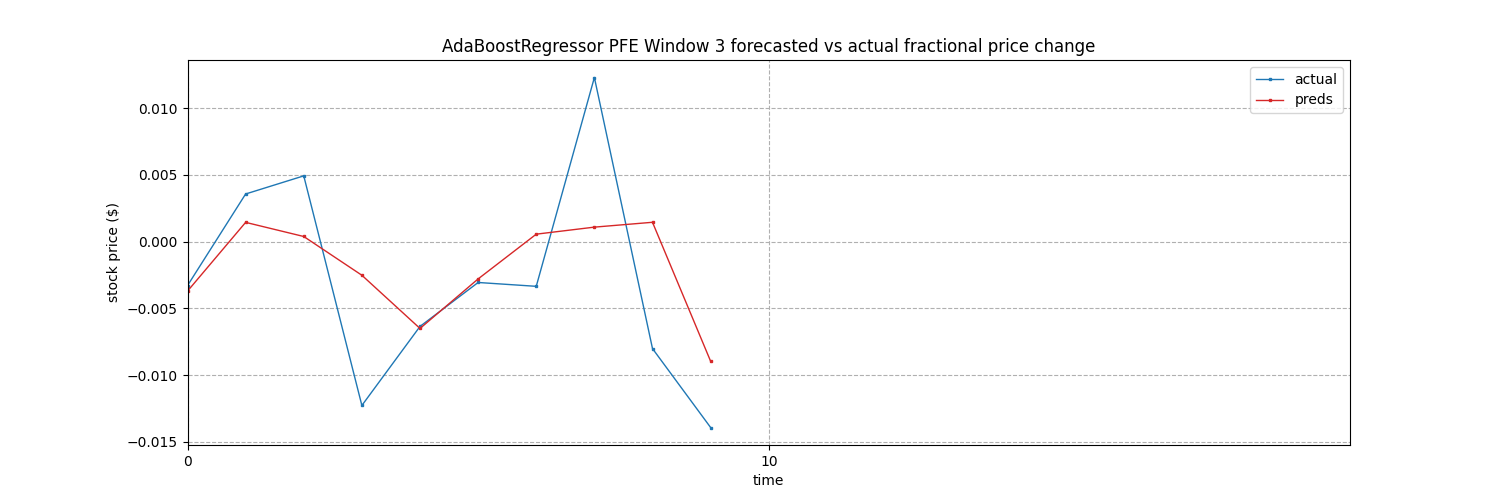 AdaBoostRegressor PFE Window 3 forecasted vs actual fractional price change
actual
preds
stock price ($)
0.010
0.005
0.000
−0.005
−0.010
−0.015
0
10
time